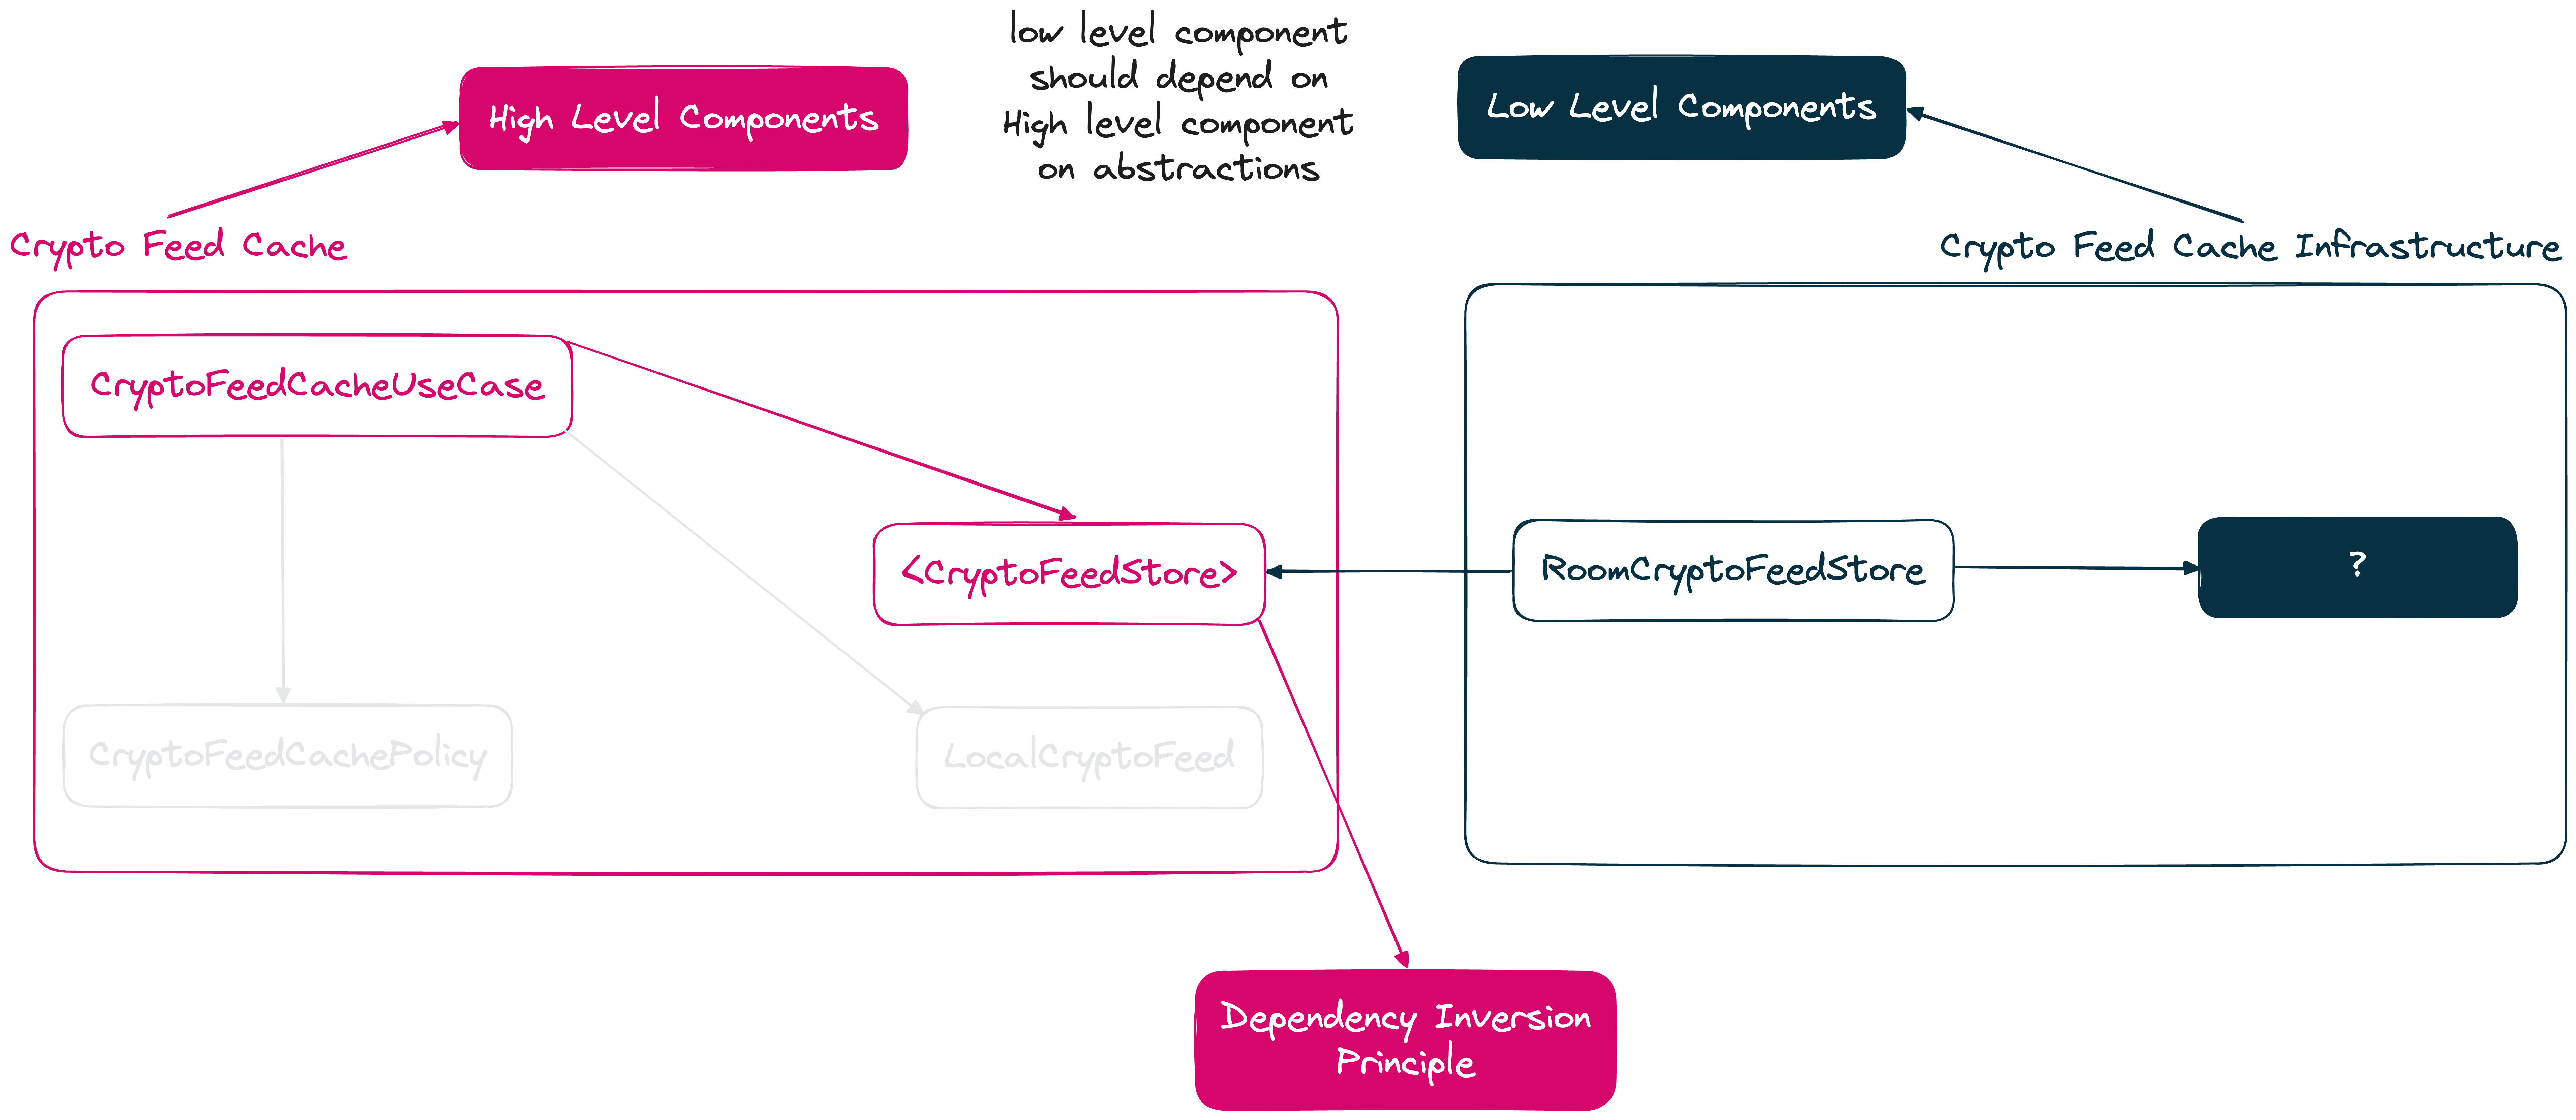 low level component
should depend on
High level component
on abstractions
High Level Components
Low Level Components
Crypto Feed Cache
Crypto Feed Cache Infrastructure
CryptoFeedCacheUseCase
<CryptoFeedStore>
RoomCryptoFeedStore
?
CryptoFeedCachePolicy
LocalCryptoFeed
Dependency Inversion
Principle